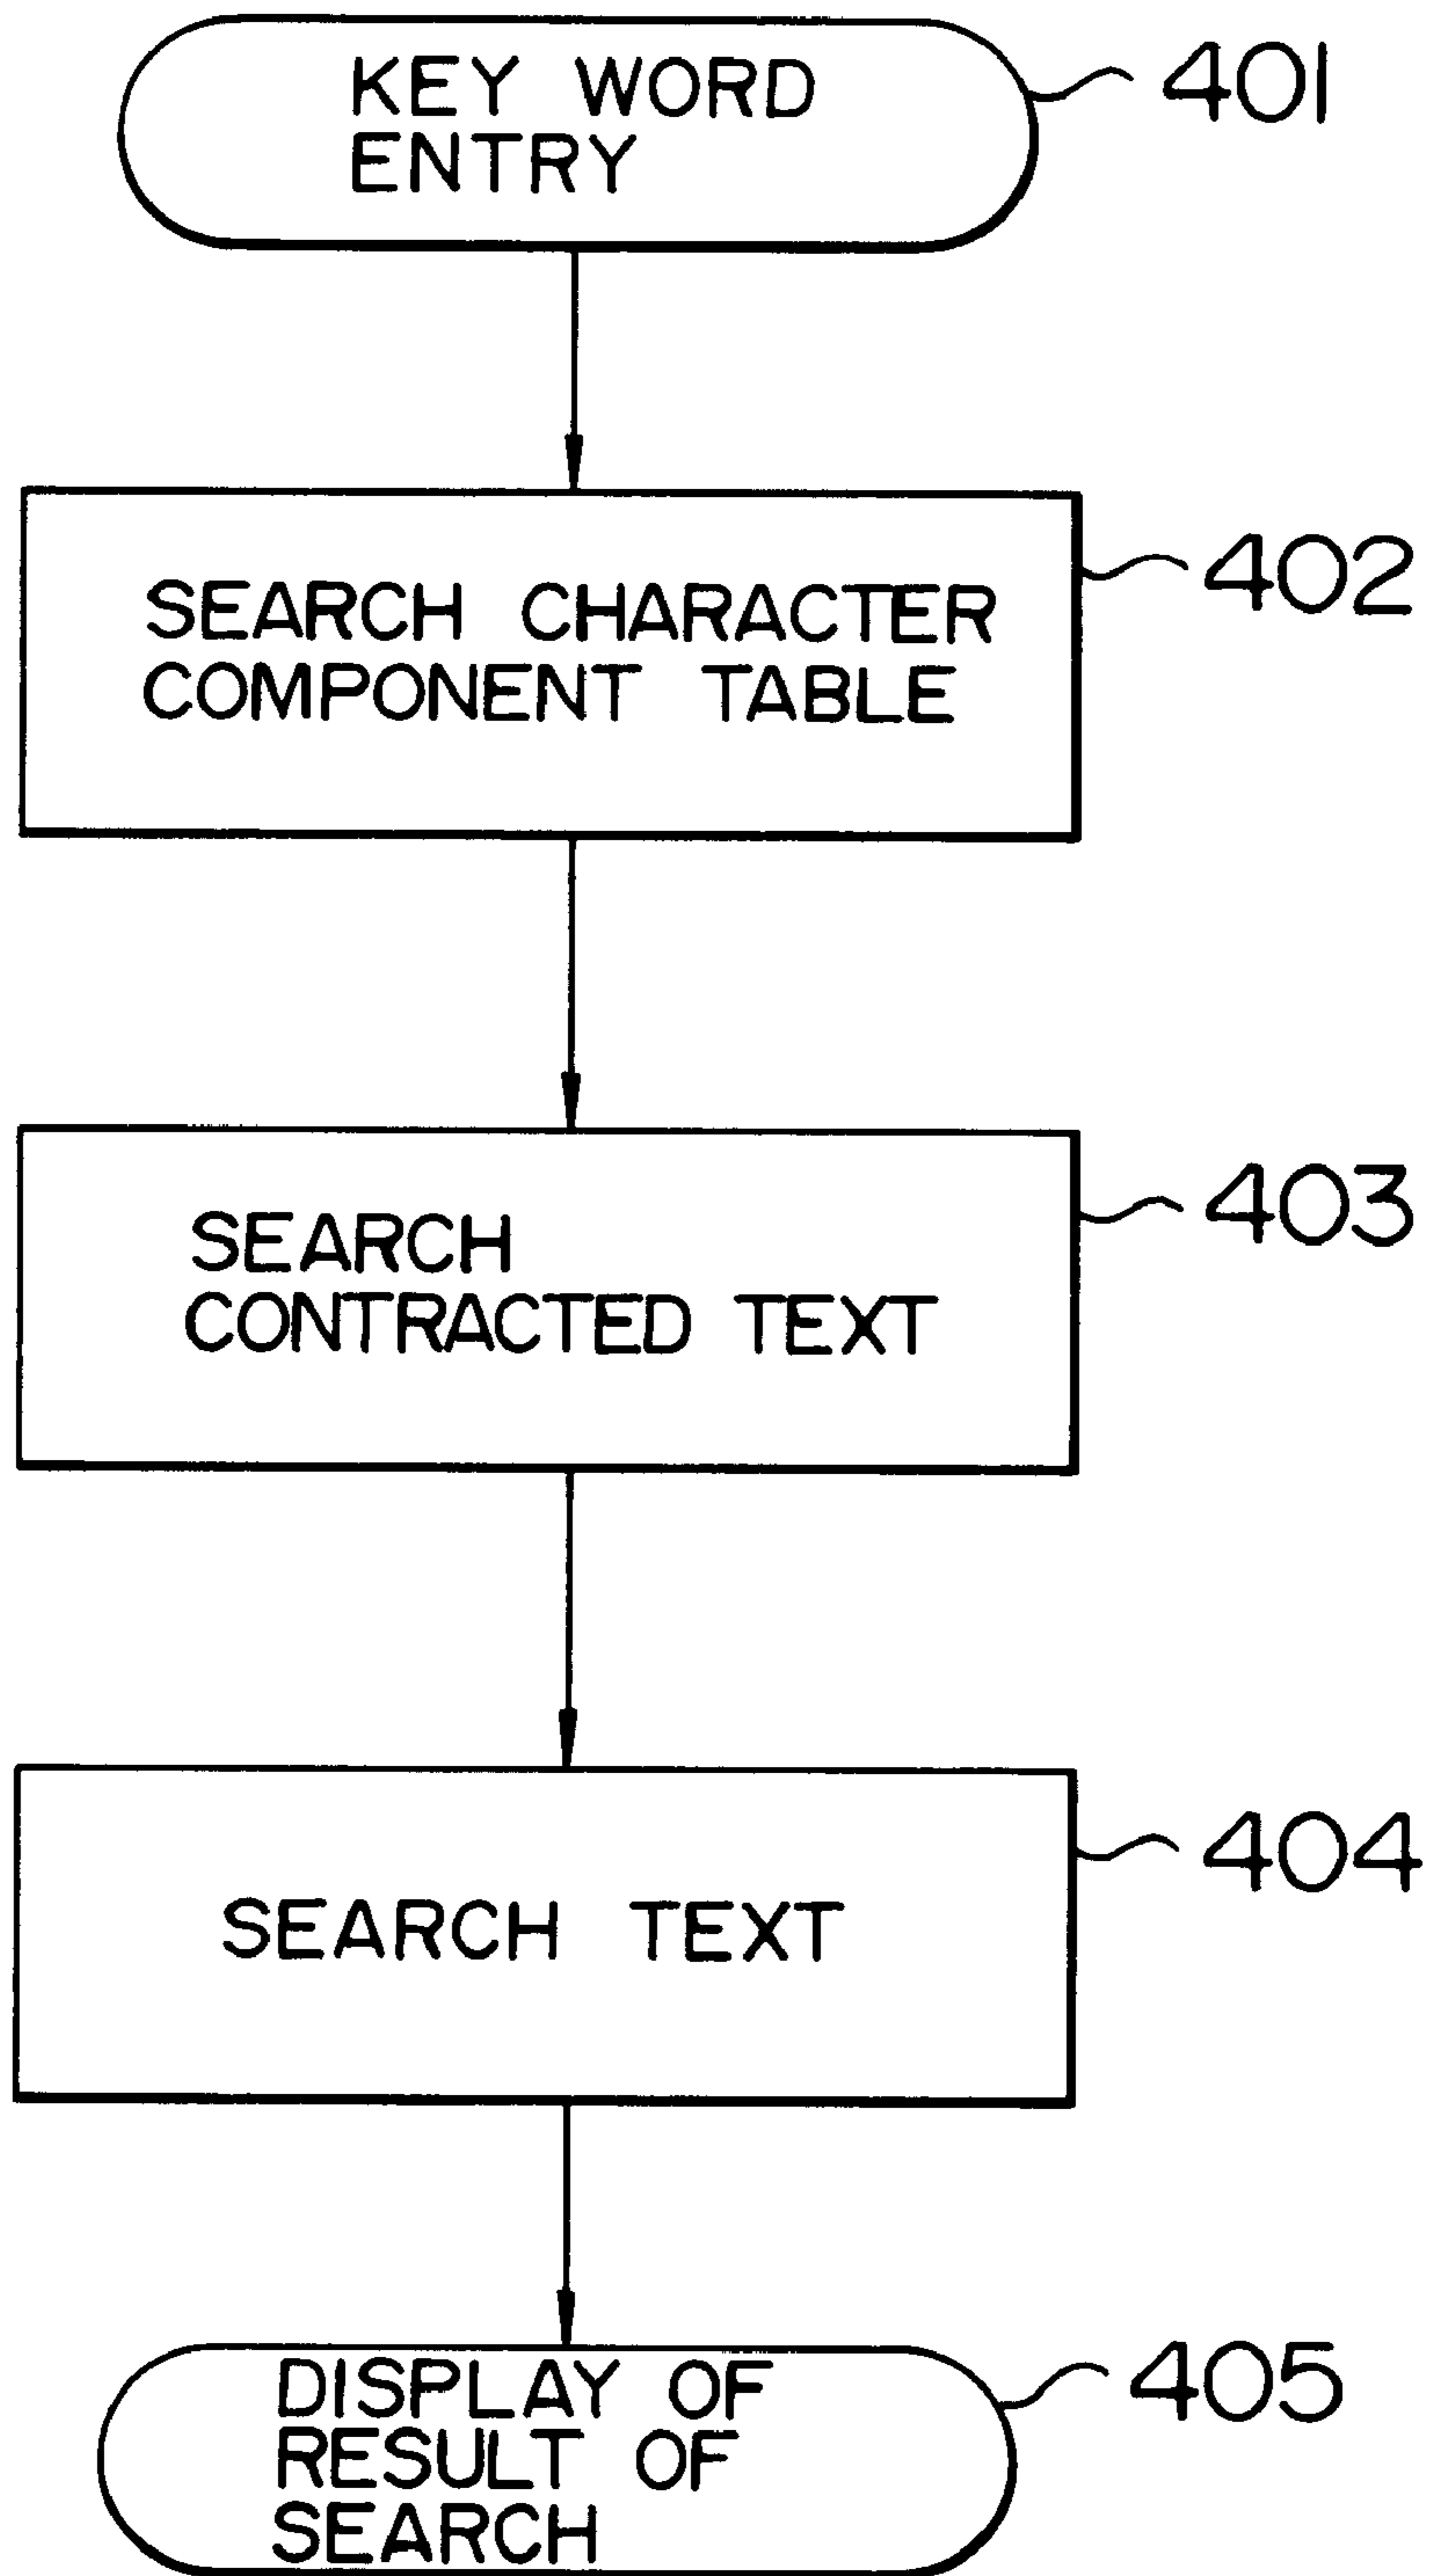 KEY WORD
ENTRY
401
SEARCH CHARACTER
COMPONENT TABLE
402
SEARCH
CONTRACTED TEXT
403
SEARCH TEXT
404
DISPLAY OF
RESULT OF
SEARCH
405